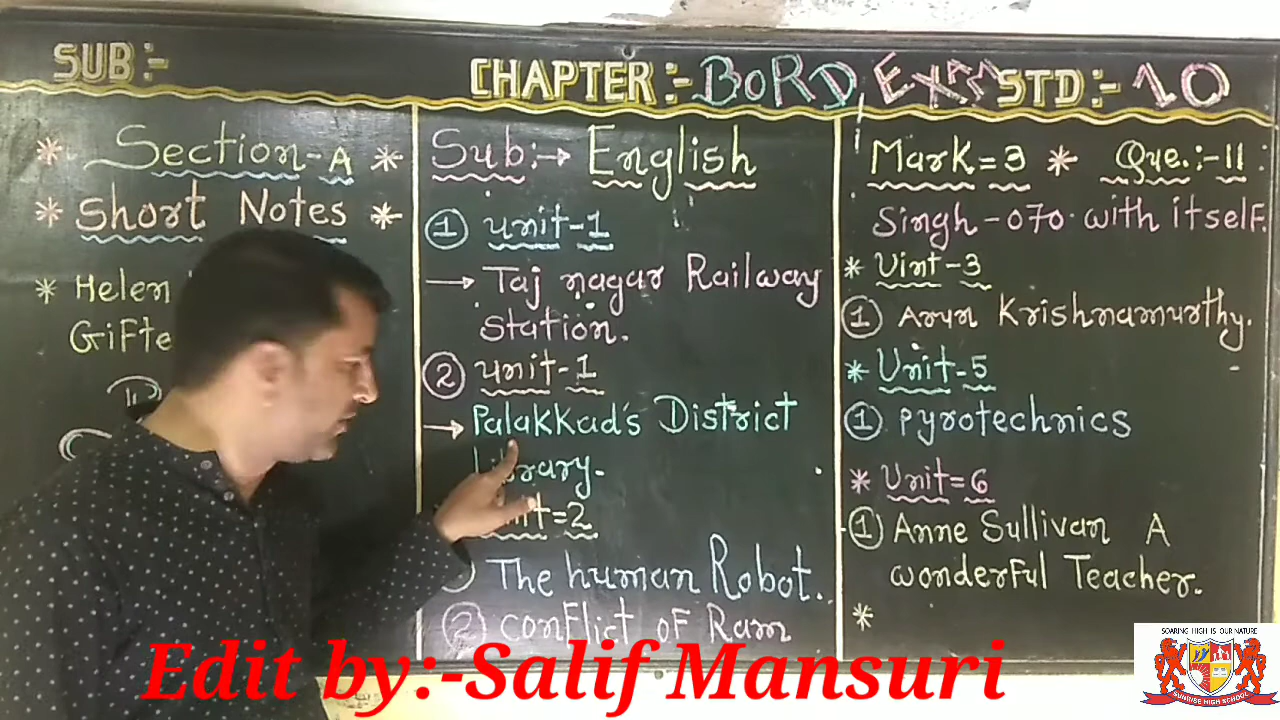 SUB:-
CHAPTER:- BORD EXAM STD:- 10
* Section-A *
* Short Notes *
* Helen
Gifte
Sub:→ English
① unit-1
→ Taj nagar Railway
station.
② unit-1
→ Palakkad's District
Library.
=2
The human Robot.
② conflict of Ram
Mark=3 * Que.:-11
Singh-070 with itself.
* Uint-3
① Arun Krishnamurthy.
* Unit-5
① Pyrotechnics
* Unit=6
① Anne Sullivan A
wonderful Teacher.
*
Edit by:-Salif Mansuri
SOARING HIGH IS OUR NATURE
SUNRISE HIGH SCHOOL